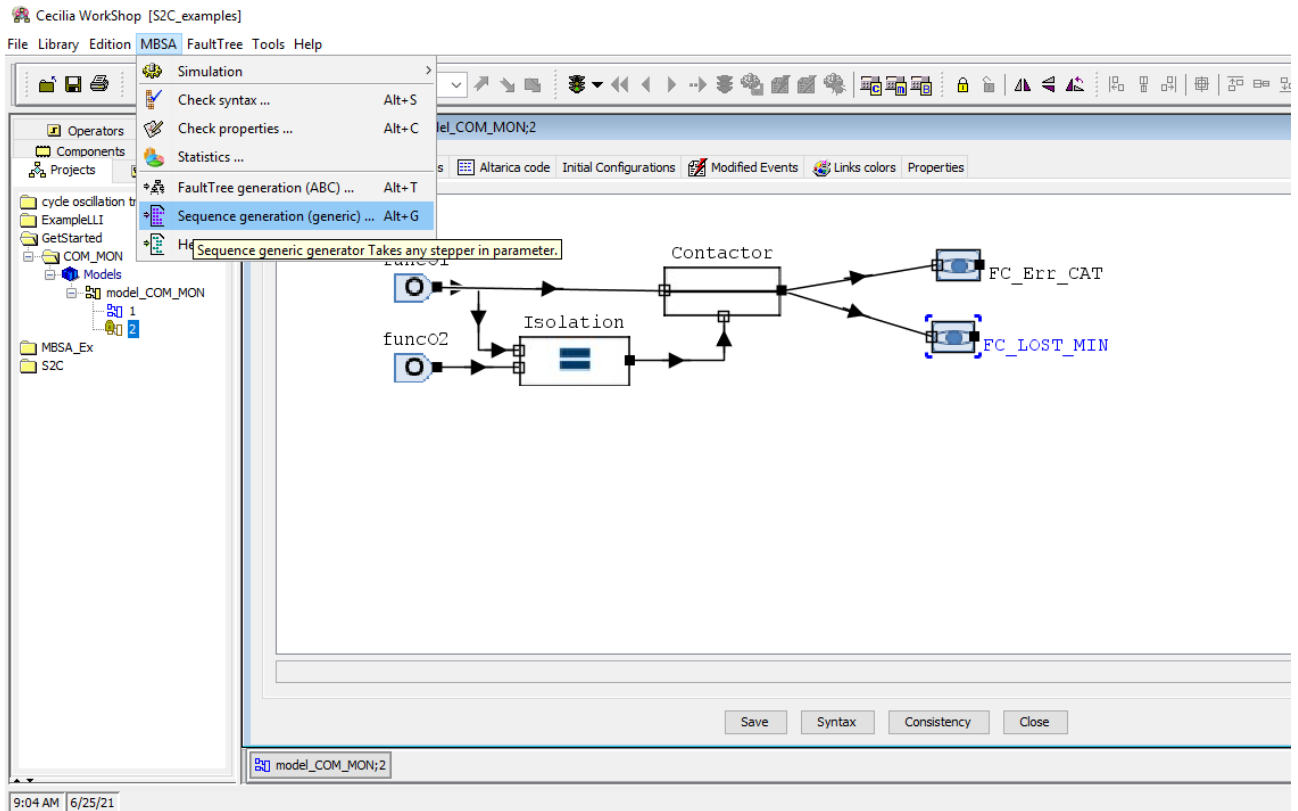 Cecilia WorkShop [S2C_examples]
File Library Edition MBSA FaultTree Tools Help
Simulation
Check syntax ... Alt+S
Check properties ... Alt+C
Statistics ...
FaultTree generation (ABC) ... Alt+T
Sequence generation (generic) ... Alt+G
He
Sequence generic generator Takes any stepper in parameter.
Operators
Components
Projects
cycle oscillation tr
ExampleLLI
GetStarted
COM_MON
Models
model_COM_MON
1
2
MBSA_Ex
S2C
del_COM_MON;2
s Altarica code Initial Configurations Modified Events Links colors Properties
Contactor
FC_Err_CAT
Isolation
funcO2
FC_LOST_MIN
Save Syntax Consistency Close
model_COM_MON;2
9:04 AM 6/25/21